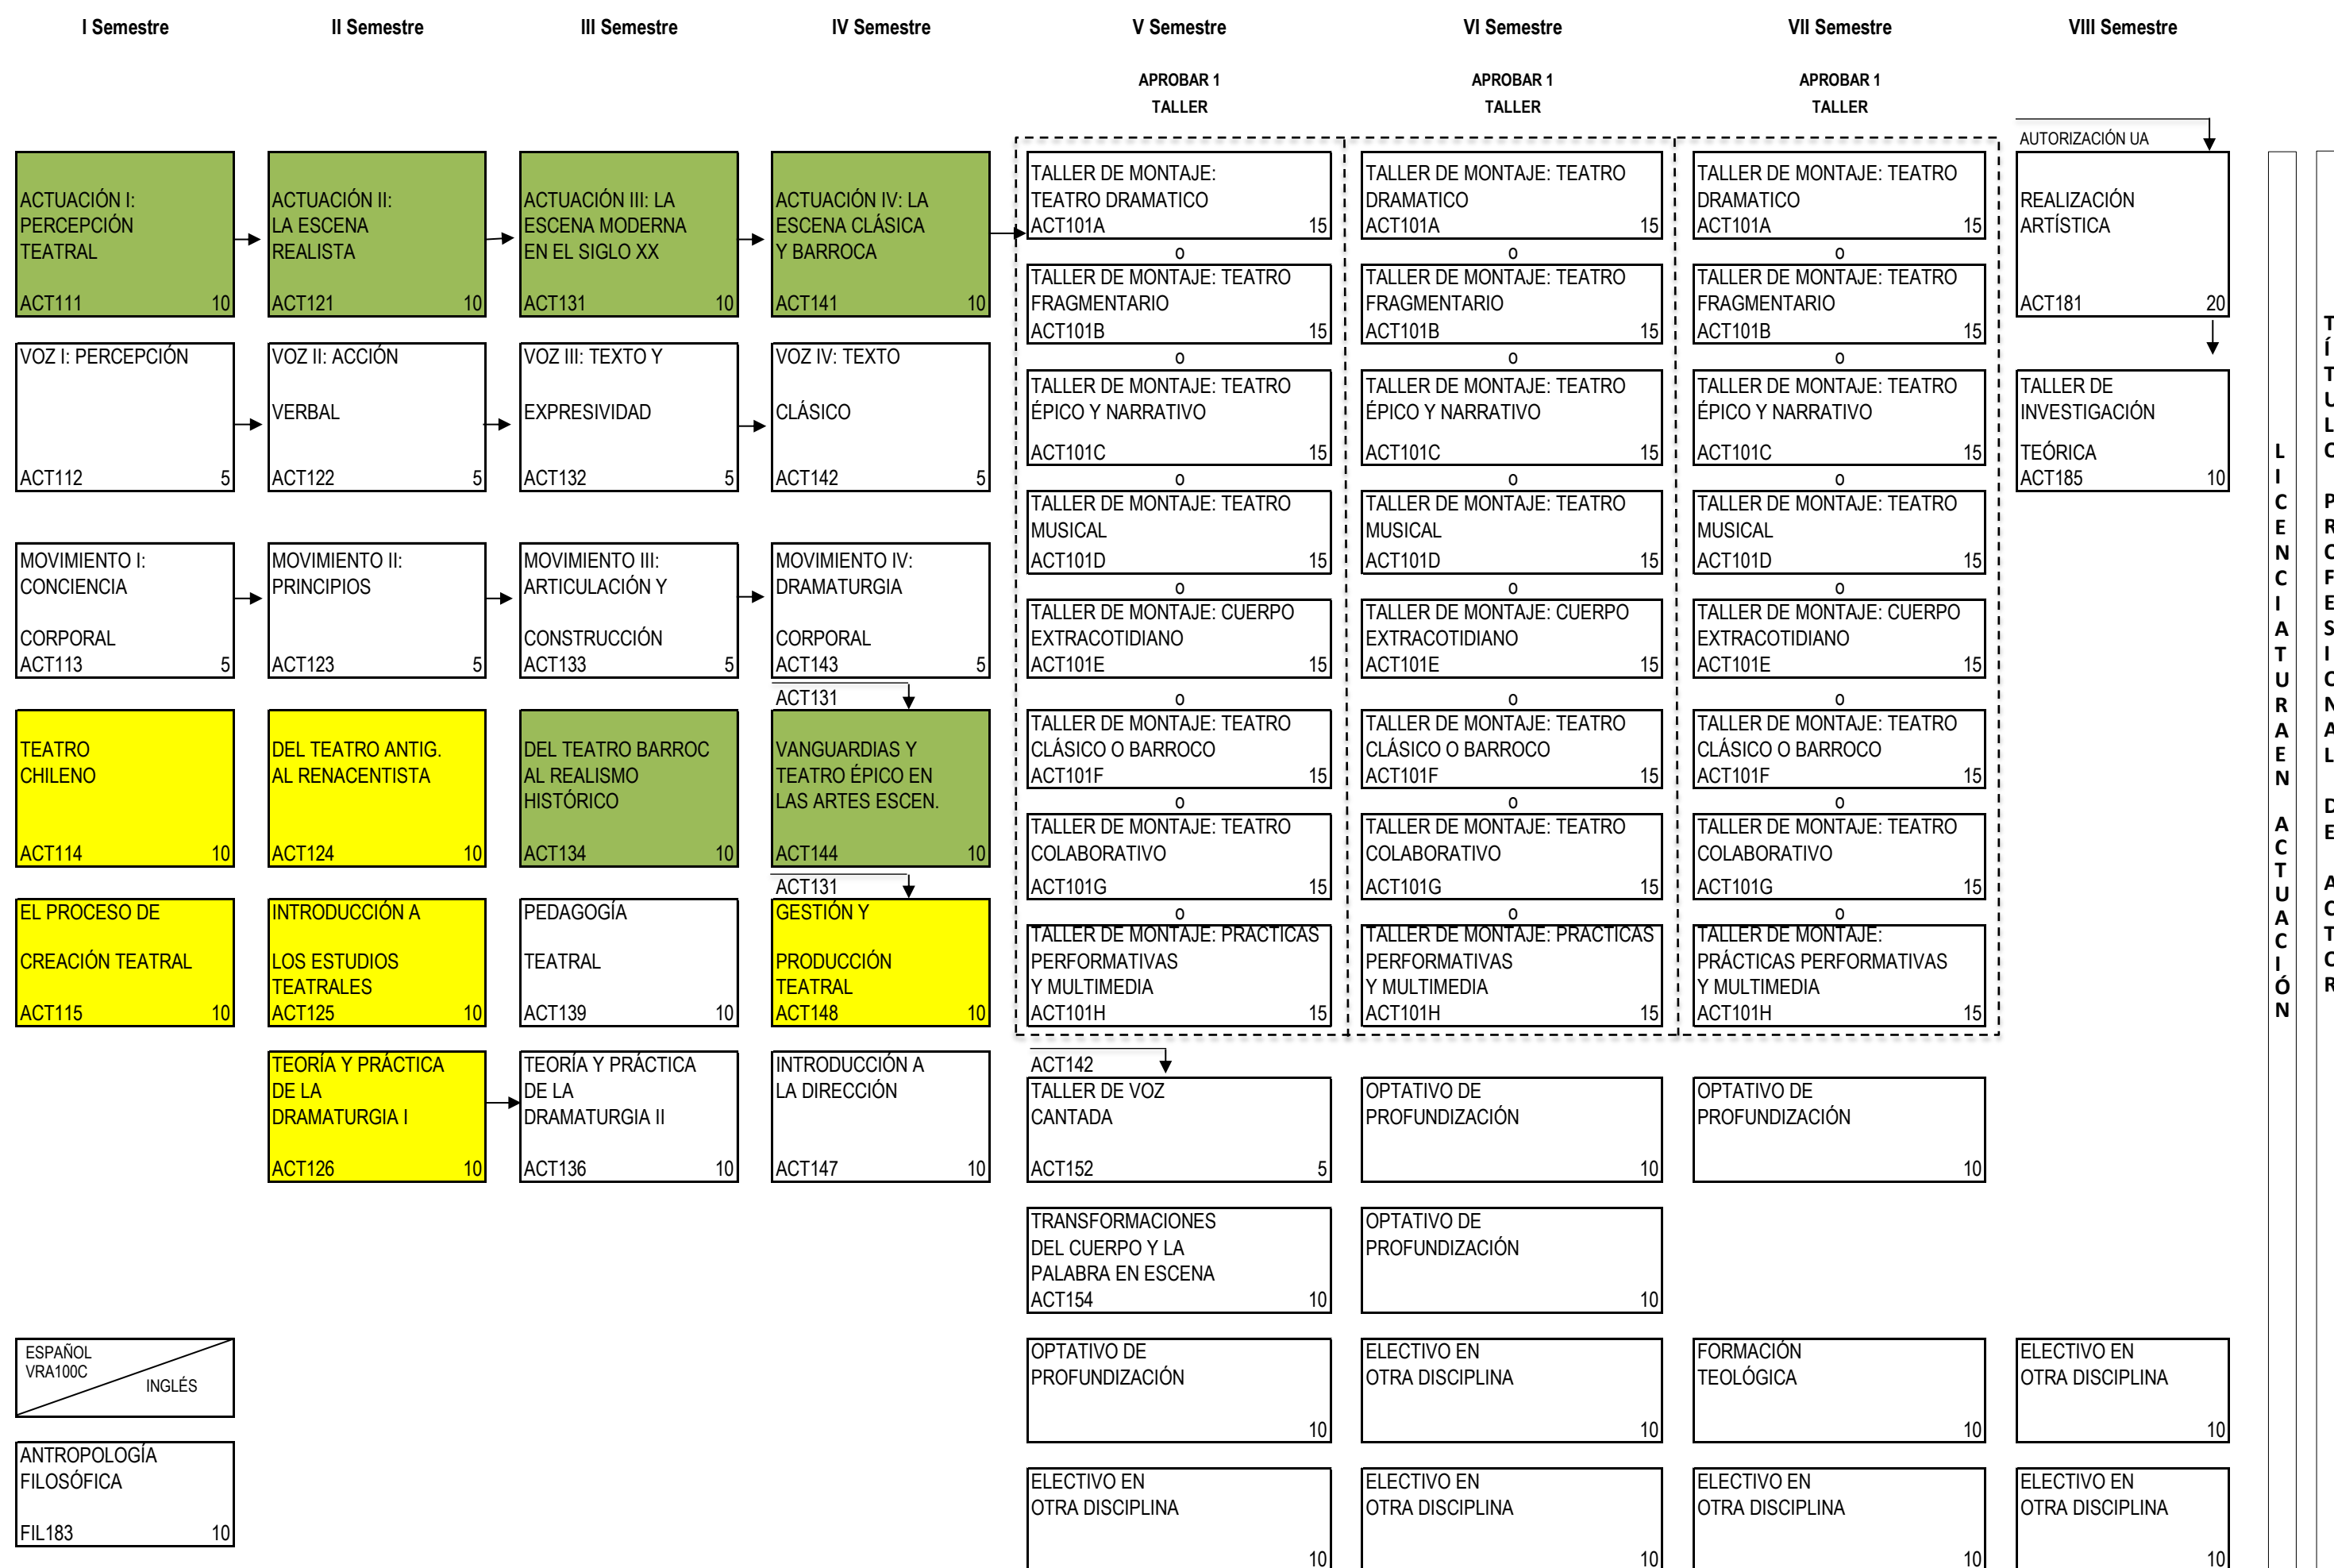 I Semestre
II Semestre
III Semestre
IV Semestre
V Semestre
VI Semestre
VII Semestre
VIII Semestre
APROBAR 1
TALLER
APROBAR 1
TALLER
APROBAR 1
TALLER
ACTUACIÓN I:
PERCEPCIÓN
TEATRAL
ACT111 10
VOZ I: PERCEPCIÓN
ACT112 5
MOVIMIENTO I:
CONCIENCIA
CORPORAL
ACT113 5
TEATRO
CHILENO
ACT114 10
EL PROCESO DE
CREACIÓN TEATRAL
ACT115 10
ESPAÑOL
VRA100C
INGLÉS
ANTROPOLOGÍA
FILOSÓFICA
FIL183 10
ACTUACIÓN II:
LA ESCENA
REALISTA
ACT121 10
VOZ II: ACCIÓN
VERBAL
ACT122 5
MOVIMIENTO II:
PRINCIPIOS
ACT123 5
DEL TEATRO ANTIG.
AL RENACENTISTA
ACT124 10
INTRODUCCIÓN A
LOS ESTUDIOS
TEATRALES
ACT125 10
TEORÍA Y PRÁCTICA
DE LA
DRAMATURGIA I
ACT126 10
ACTUACIÓN III: LA
ESCENA MODERNA
EN EL SIGLO XX
ACT131 10
VOZ III: TEXTO Y
EXPRESIVIDAD
ACT132 5
MOVIMIENTO III:
ARTICULACIÓN Y
CONSTRUCCIÓN
ACT133 5
DEL TEATRO BARROC
AL REALISMO
HISTÓRICO
ACT134 10
PEDAGOGÍA
TEATRAL
ACT139 10
TEORÍA Y PRÁCTICA
DE LA
DRAMATURGIA II
ACT136 10
ACTUACIÓN IV: LA
ESCENA CLÁSICA
Y BARROCA
ACT141 10
VOZ IV: TEXTO
CLÁSICO
ACT142 5
MOVIMIENTO IV:
DRAMATURGIA
CORPORAL
ACT143 5
ACT131
VANGUARDIAS Y
TEATRO ÉPICO EN
LAS ARTES ESCEN.
ACT144 10
ACT131
GESTIÓN Y
PRODUCCIÓN
TEATRAL
ACT148 10
INTRODUCCIÓN A
LA DIRECCIÓN
ACT147 10
TALLER DE MONTAJE:
TEATRO DRAMATICO
ACT101A 15
o
TALLER DE MONTAJE: TEATRO
FRAGMENTARIO
ACT101B 15
o
TALLER DE MONTAJE: TEATRO
ÉPICO Y NARRATIVO
ACT101C 15
o
TALLER DE MONTAJE: TEATRO
MUSICAL
ACT101D 15
o
TALLER DE MONTAJE: CUERPO
EXTRACOTIDIANO
ACT101E 15
o
TALLER DE MONTAJE: TEATRO
CLÁSICO O BARROCO
ACT101F 15
o
TALLER DE MONTAJE: TEATRO
COLABORATIVO
ACT101G 15
o
TALLER DE MONTAJE: PRÁCTICAS
PERFORMATIVAS
Y MULTIMEDIA
ACT101H 15
ACT142
TALLER DE VOZ
CANTADA
ACT152 5
TRANSFORMACIONES
DEL CUERPO Y LA
PALABRA EN ESCENA
ACT154 10
OPTATIVO DE
PROFUNDIZACIÓN
10
ELECTIVO EN
OTRA DISCIPLINA
10
TALLER DE MONTAJE: TEATRO
DRAMATICO
ACT101A 15
o
TALLER DE MONTAJE: TEATRO
FRAGMENTARIO
ACT101B 15
o
TALLER DE MONTAJE: TEATRO
ÉPICO Y NARRATIVO
ACT101C 15
o
TALLER DE MONTAJE: TEATRO
MUSICAL
ACT101D 15
o
TALLER DE MONTAJE: CUERPO
EXTRACOTIDIANO
ACT101E 15
o
TALLER DE MONTAJE: TEATRO
CLÁSICO O BARROCO
ACT101F 15
o
TALLER DE MONTAJE: TEATRO
COLABORATIVO
ACT101G 15
o
TALLER DE MONTAJE: PRÁCTICAS
PERFORMATIVAS
Y MULTIMEDIA
ACT101H 15
OPTATIVO DE
PROFUNDIZACIÓN
10
OPTATIVO DE
PROFUNDIZACIÓN
10
ELECTIVO EN
OTRA DISCIPLINA
10
ELECTIVO EN
OTRA DISCIPLINA
10
TALLER DE MONTAJE: TEATRO
DRAMATICO
ACT101A 15
o
TALLER DE MONTAJE: TEATRO
FRAGMENTARIO
ACT101B 15
o
TALLER DE MONTAJE: TEATRO
ÉPICO Y NARRATIVO
ACT101C 15
o
TALLER DE MONTAJE: TEATRO
MUSICAL
ACT101D 15
o
TALLER DE MONTAJE: CUERPO
EXTRACOTIDIANO
ACT101E 15
o
TALLER DE MONTAJE: TEATRO
CLÁSICO O BARROCO
ACT101F 15
o
TALLER DE MONTAJE: TEATRO
COLABORATIVO
ACT101G 15
o
TALLER DE MONTAJE:
PRÁCTICAS PERFORMATIVAS
Y MULTIMEDIA
ACT101H 15
OPTATIVO DE
PROFUNDIZACIÓN
10
FORMACIÓN
TEOLÓGICA
10
ELECTIVO EN
OTRA DISCIPLINA
10
AUTORIZACIÓN UA
REALIZACIÓN
ARTÍSTICA
ACT181 20
TALLER DE
INVESTIGACIÓN
TEÓRICA
ACT185 10
ELECTIVO EN
OTRA DISCIPLINA
10
ELECTIVO EN
OTRA DISCIPLINA
10
LICENCIATURAEN ACTUACIÓN
TÍTULO PROFESIONAL DE ACTOR